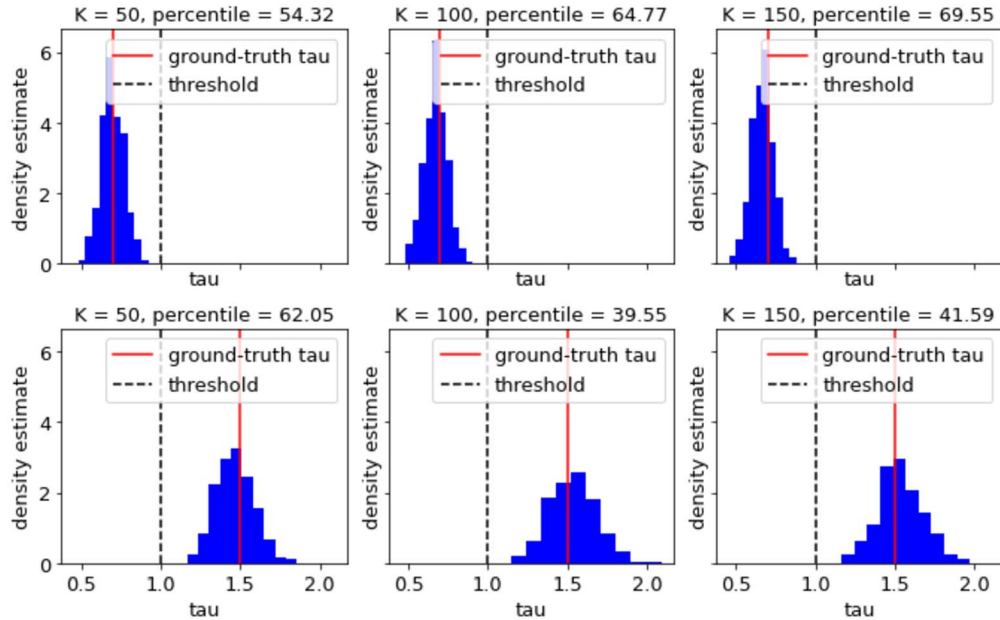 K = 50, percentile = 54.32
K = 100, percentile = 64.77
K = 150, percentile = 69.55
density estimate
6
4
2
0
ground-truth tau
threshold
tau
density estimate
ground-truth tau
threshold
tau
density estimate
ground-truth tau
threshold
tau
K = 50, percentile = 62.05
K = 100, percentile = 39.55
K = 150, percentile = 41.59
density estimate
6
4
2
0
ground-truth tau
threshold
0.5 1.0 1.5 2.0
tau
density estimate
ground-truth tau
threshold
0.5 1.0 1.5 2.0
tau
density estimate
ground-truth tau
threshold
0.5 1.0 1.5 2.0
tau